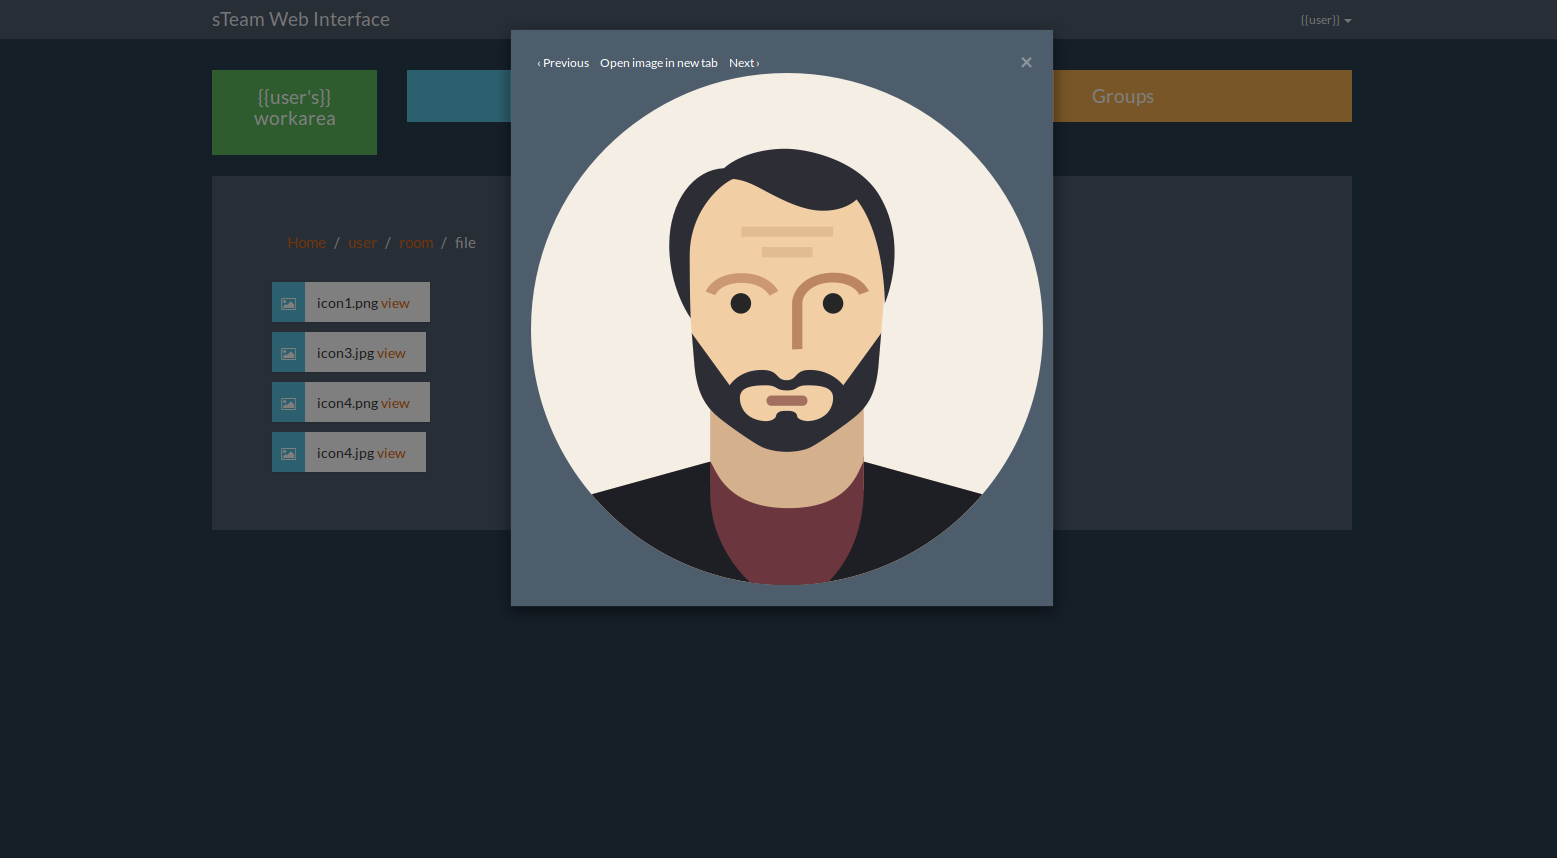 sTeam Web Interface
{{user}}
‹ Previous Open image in new tab Next ›
×
{{user's}}
workarea
Groups
Home / user / room / file
icon1.png view
icon3.jpg view
icon4.png view
icon4.jpg view